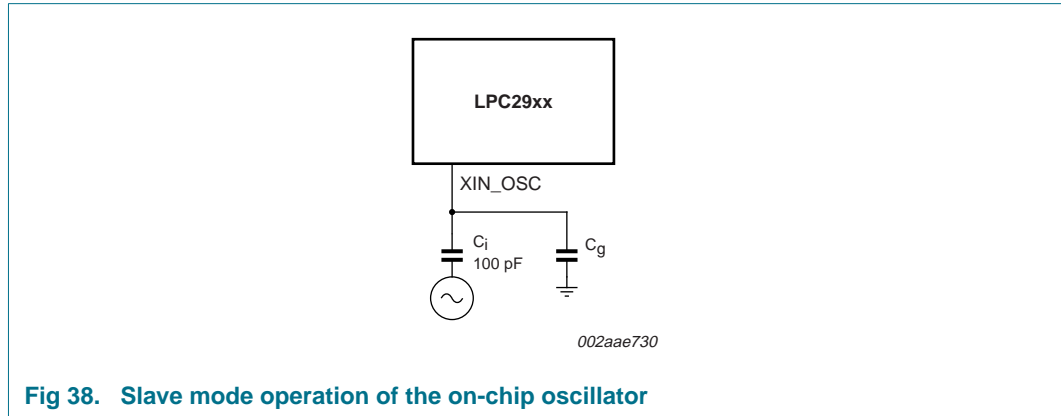 LPC29xx
XIN_OSC
Ci
100 pF
Cg
002aae730
Fig 38. Slave mode operation of the on-chip oscillator